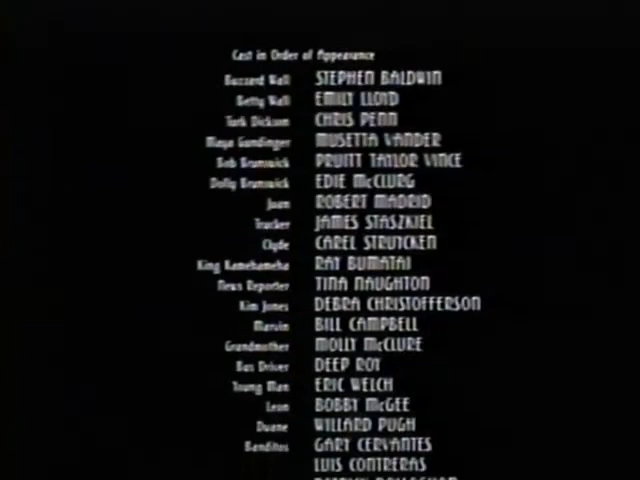 Cast in Order of Appearance
Buzzard Wall STEPHEN BALDWIN
Betty Wall EMILY LLOYD
Turk Dickson CHRIS PENN
Maya Gundinger MUSETTA VANDER
Bob Brunswick PRUITT TAYLOR VINCE
Dolly Brunswick EDIE McCLURG
Juan ROBERT MADRID
Trucker JAMES STASZKIEL
Clyde CAREL STRUYCKEN
King Kamehameha RAY BUMATAI
News Reporter TINA NAUGHTON
Kim Jones DEBRA CHRISTOFFERSON
Marvin BILL CAMPBELL
Grandmother MOLLY McCLURE
Bus Driver DEEP ROY
Young Man ERIC WELCH
Leon BOBBY McGEE
Duane WILLARD PUGH
Banditos GARY CERVANTES
LUIS CONTRERAS